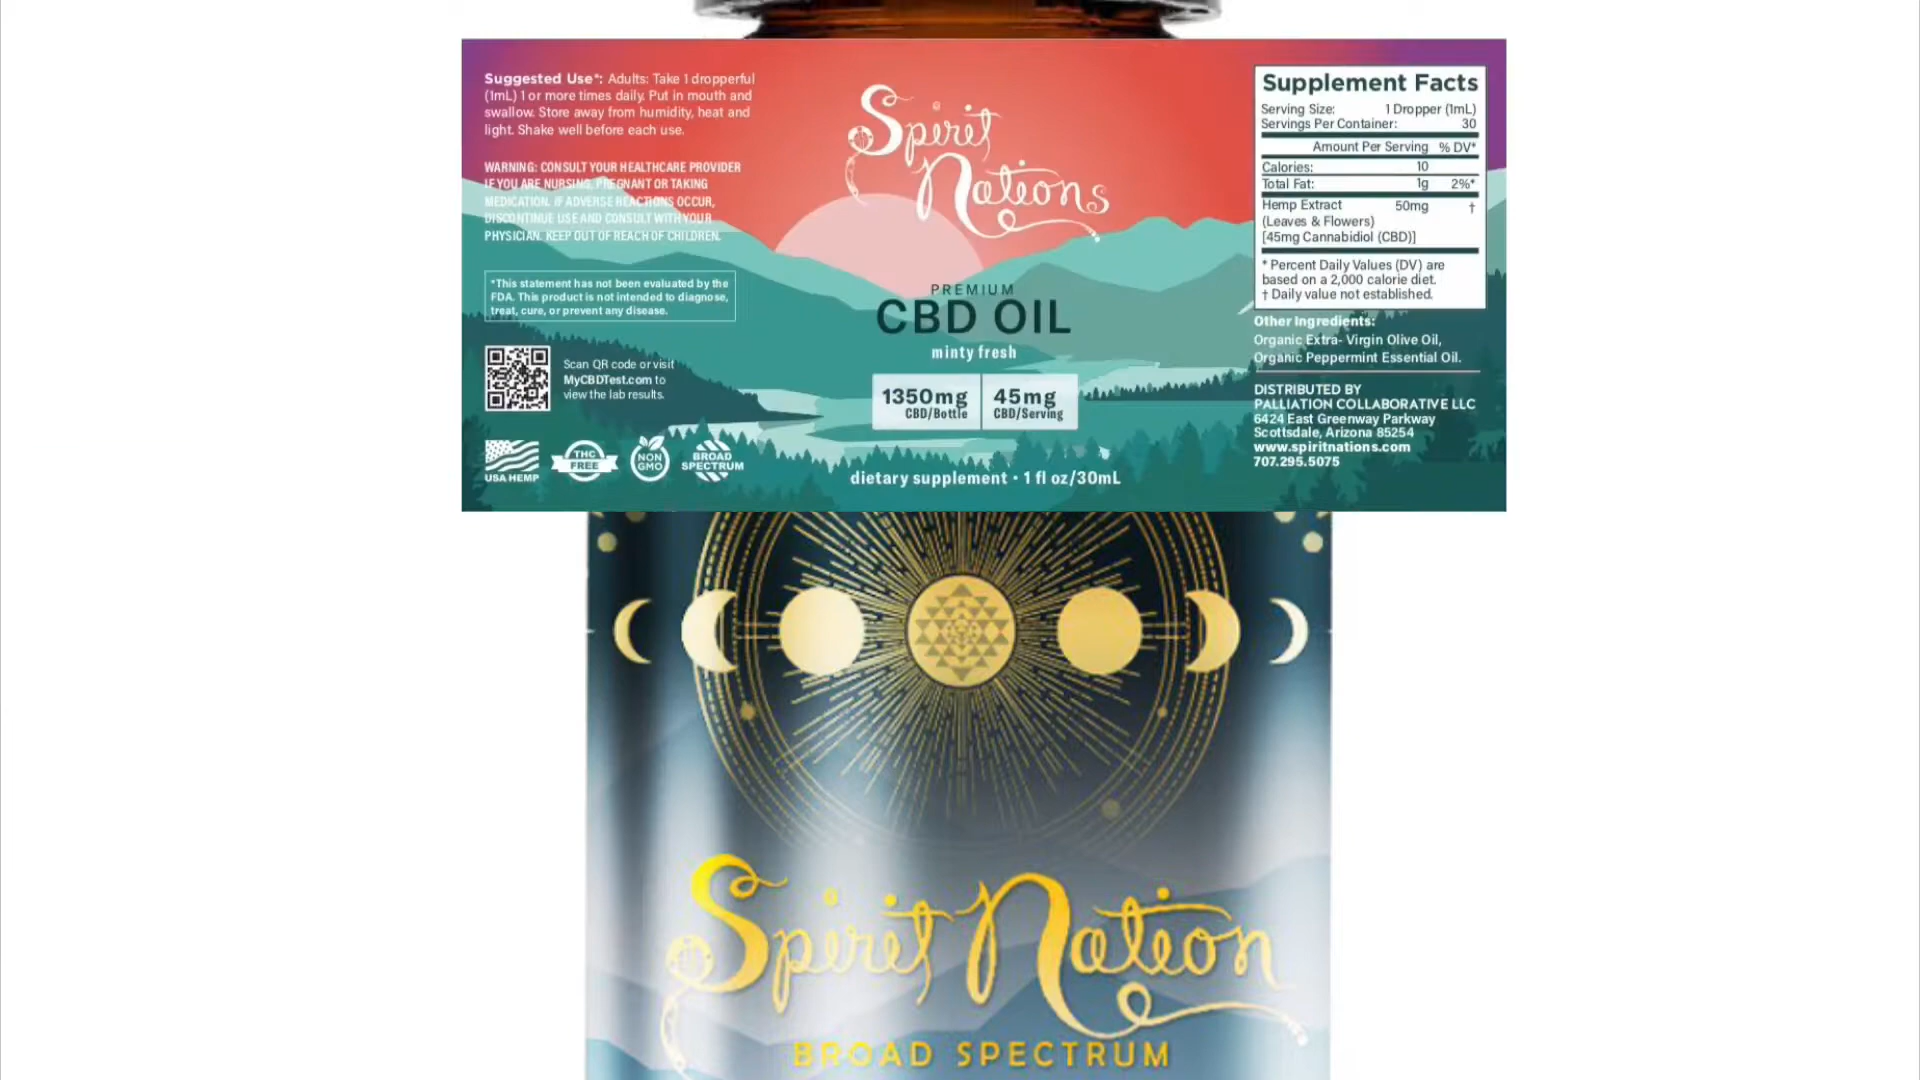 Suggested Use*: Adults: Take 1 dropperful
(1mL) 1 or more times daily. Put in mouth and
swallow. Store away from humidity, heat and
light. Shake well before each use.
WARNING: CONSULT YOUR HEALTHCARE PROVIDER
IF YOU ARE NURSING, PREGNANT OR TAKING
MEDICATION. IF ADVERSE REACTIONS OCCUR,
DISCONTINUE USE AND CONSULT WITH YOUR
PHYSICIAN. KEEP OUT OF REACH OF CHILDREN.
*This statement has not been evaluated by the
FDA. This product is not intended to diagnose,
treat, cure, or prevent any disease.
Scan QR code or visit
MyCBDTest.com to
view the lab results.
USA HEMP
THC
FREE
NON
GMO
BROAD
SPECTRUM
Spirit
Nations
PREMIUM
CBD OIL
minty fresh
1350mg
CBD/Bottle
45mg
CBD/Serving
dietary supplement • 1 fl oz/30mL
Supplement Facts
Serving Size: 1 Dropper (1mL)
Servings Per Container: 30
Amount Per Serving % DV*
Calories: 10
Total Fat: 1g 2%*
Hemp Extract 50mg †
(Leaves & Flowers)
[45mg Cannabidiol (CBD)]
* Percent Daily Values (DV) are
based on a 2,000 calorie diet.
† Daily value not established.
Other Ingredients:
Organic Extra- Virgin Olive Oil,
Organic Peppermint Essential Oil.
DISTRIBUTED BY
PALLIATION COLLABORATIVE LLC
6424 East Greenway Parkway
Scottsdale, Arizona 85254
www.spiritnations.com
707.295.5075
Spirit Nation
BROAD SPECTRUM